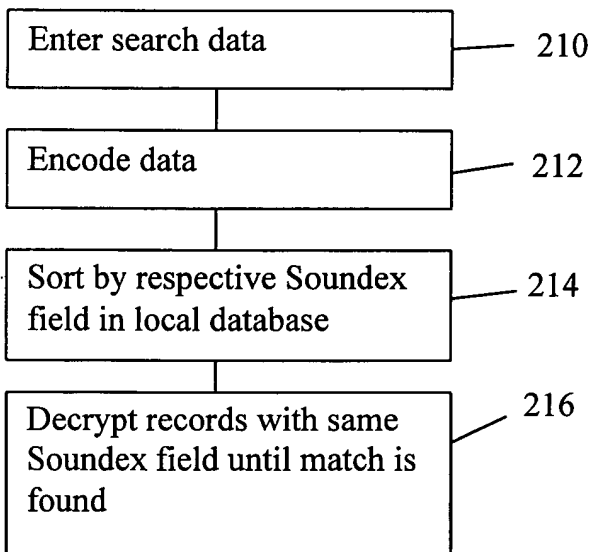 Enter search data
210
Encode data
212
Sort by respective Soundex
field in local database
214
Decrypt records with same
Soundex field until match is
found
216